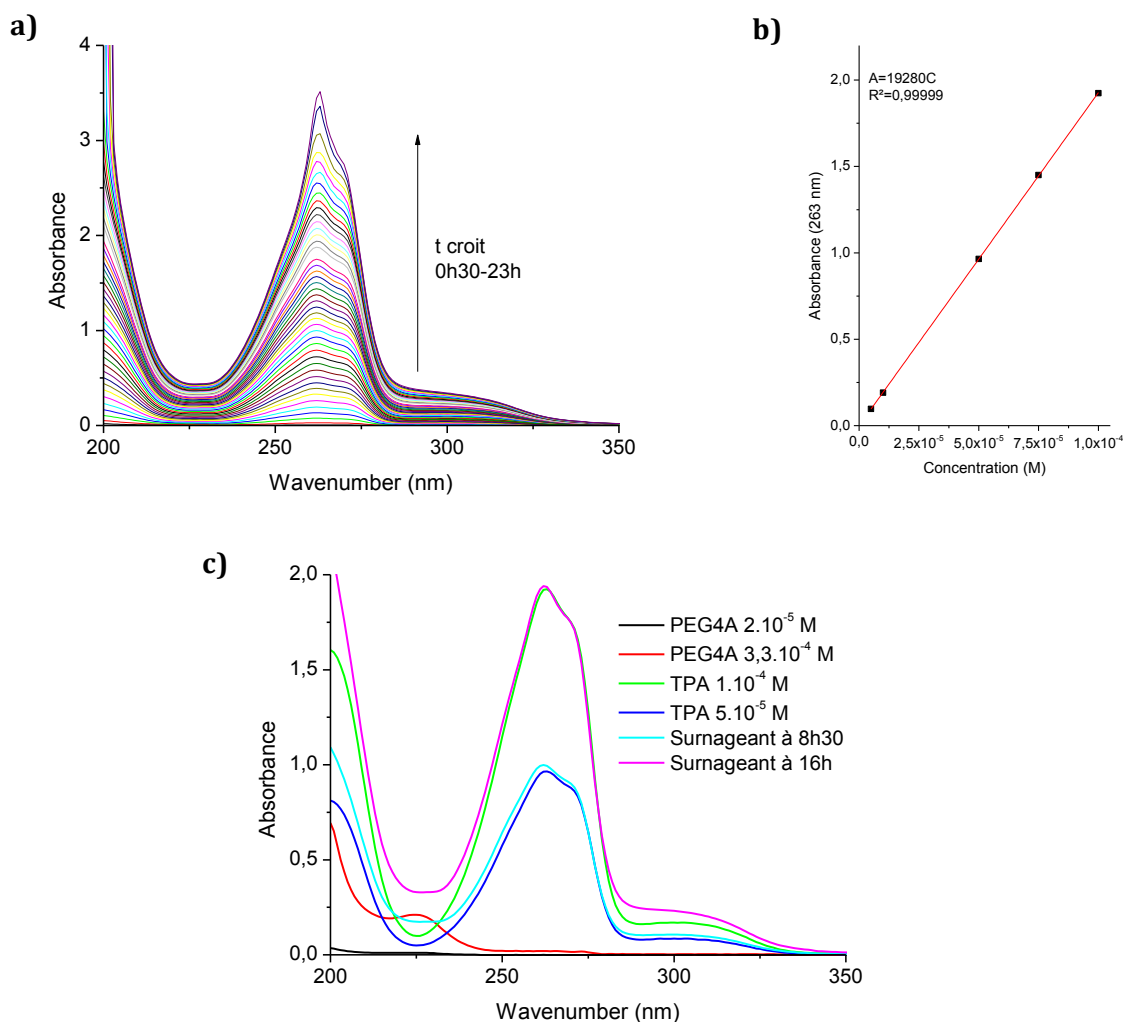 a)
4
3
2
1
0
Absorbance
t croit
0h30-23h
200
250
300
350
Wavenumber (nm)
b)
A=19280C
R²=0,99999
2,0
1,5
1,0
0,5
0,0
Absorbance (263 nm)
0,0
2,5x10⁻⁵
5,0x10⁻⁵
7,5x10⁻⁵
1,0x10⁻⁴
Concentration (M)
c)
2,0
1,5
1,0
0,5
0,0
Absorbance
PEG4A 2.10⁻⁵ M
PEG4A 3,3.10⁻⁴ M
TPA 1.10⁻⁴ M
TPA 5.10⁻⁵ M
Surnageant à 8h30
Surnageant à 16h
200
250
300
350
Wavenumber (nm)